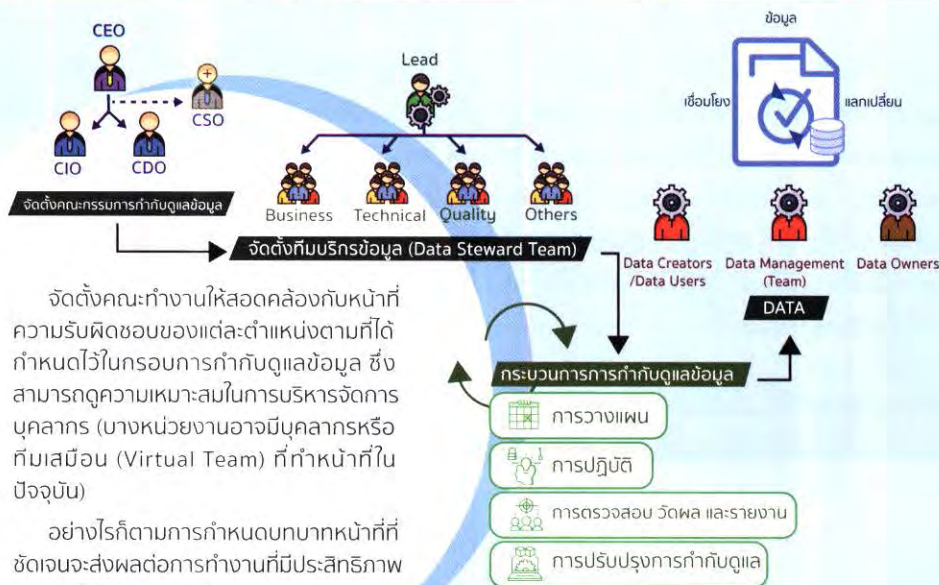 CEO
CSO
CIO
CDO
จัดตั้งคณะกรรมการกำกับดูแลข้อมูล
Lead
Business
Technical
Quality
Others
จัดตั้งทีมบริกรข้อมูล (Data Steward Team)
ข้อมูล
เชื่อมโยง
แลกเปลี่ยน
Data Creators
/Data Users
Data Management
(Team)
Data Owners
DATA
จัดตั้งคณะทำงานให้สอดคล้องกับหน้าที่
ความรับผิดชอบของแต่ละตำแหน่งตามที่ได้
กำหนดไว้ในกรอบการกำกับดูแลข้อมูล ซึ่ง
สามารถดูความเหมาะสมในการบริหารจัดการ
บุคลากร (บางหน่วยงานอาจมีบุคลากรหรือ
ทีมเสมือน (Virtual Team) ที่ทำหน้าที่ใน
ปัจจุบัน)
อย่างไรก็ตามการกำหนดบทบาทหน้าที่ที่
ชัดเจนจะส่งผลต่อการทำงานที่มีประสิทธิภาพ
กระบวนการการกำกับดูแลข้อมูล
การวางแผน
การปฏิบัติ
การตรวจสอบ วัดผล และรายงาน
การปรับปรุงการกำกับดูแล